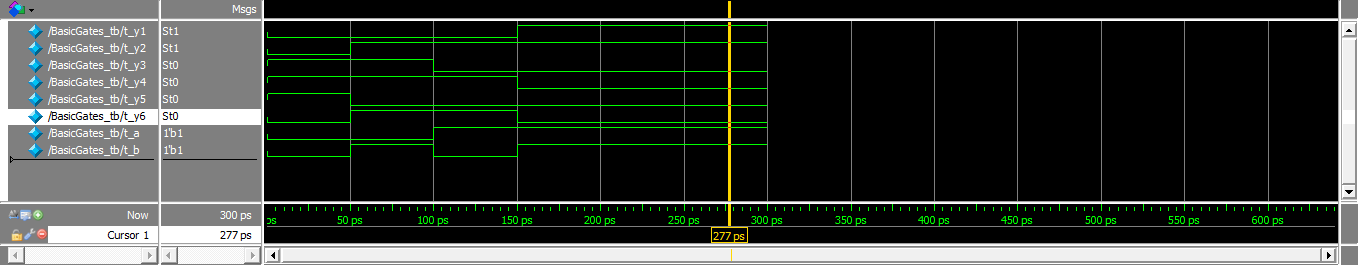 Msgs
/BasicGates_tb/t_y1 St1
/BasicGates_tb/t_y2 St1
/BasicGates_tb/t_y3 St0
/BasicGates_tb/t_y4 St0
/BasicGates_tb/t_y5 St0
/BasicGates_tb/t_y6 St0
/BasicGates_tb/t_a 1'b1
/BasicGates_tb/t_b 1'b1
Now 300 ps ps 50 ps 100 ps 150 ps 200 ps 250 ps 300 ps 350 ps 400 ps 450 ps 500 ps 550 ps 600 ps
Cursor 1 277 ps 277 ps